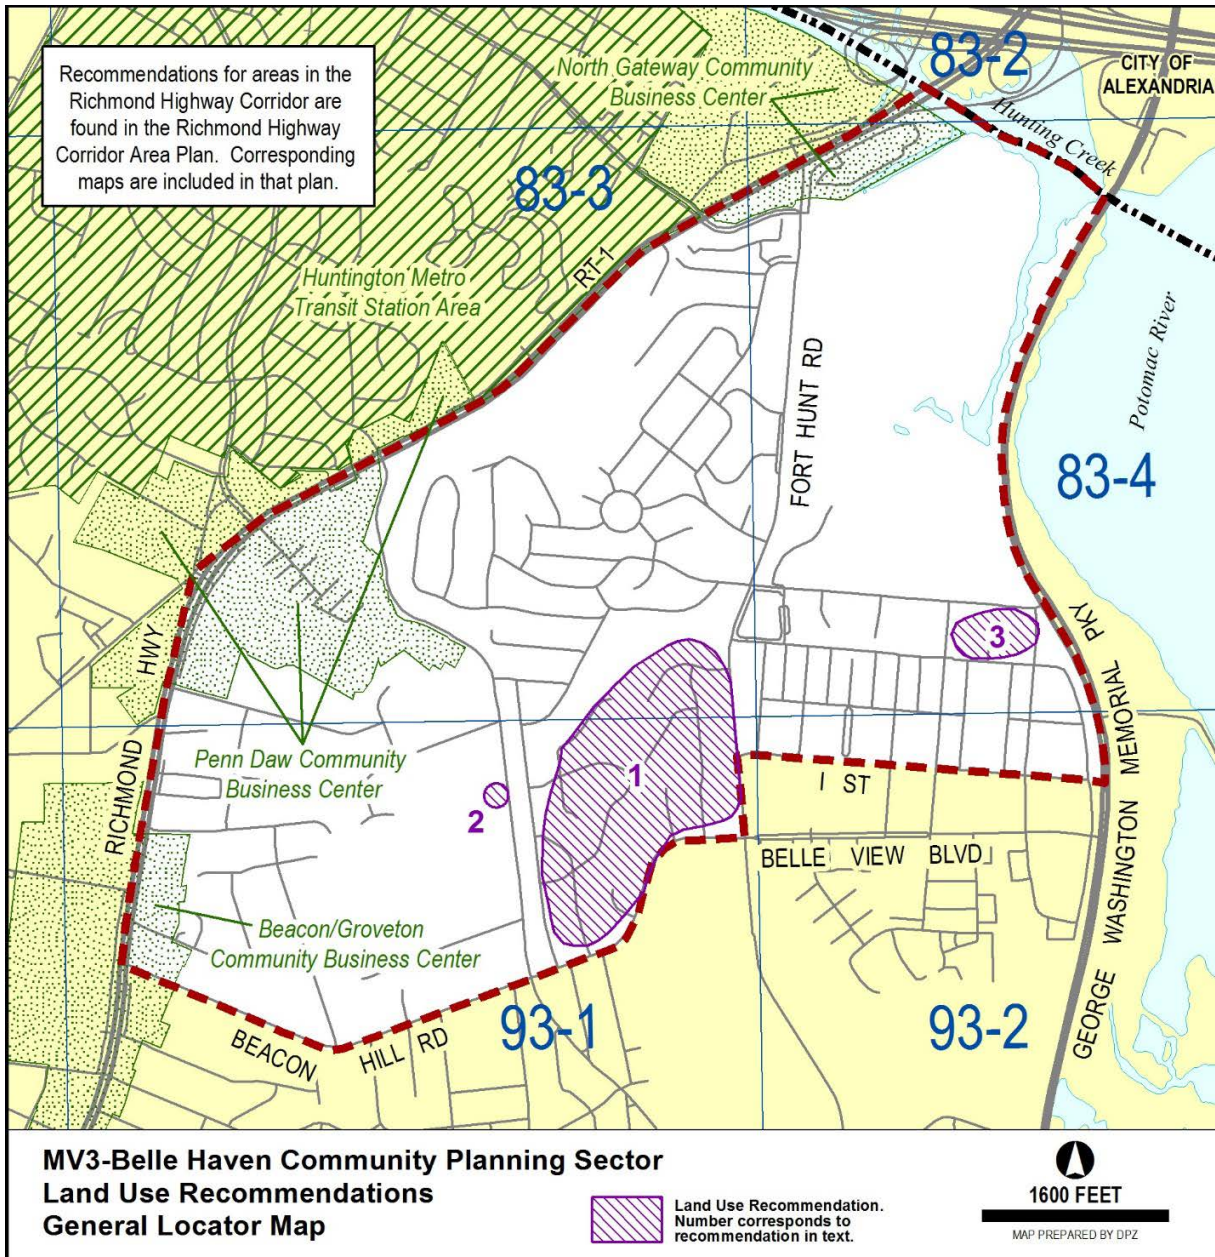 Recommendations for areas in the
Richmond Highway Corridor are
found in the Richmond Highway
Corridor Area Plan. Corresponding
maps are included in that plan.
North Gateway Community
Business Center
83-2
CITY OF
ALEXANDRIA
Hunting Creek
83-3
RT-1
Huntington Metro
Transit Station Area
FORT HUNT RD
Potomac River
83-4
3
HWY
RICHMOND
Penn Daw Community
Business Center
1
2
I ST
BELLE VIEW BLVD
GEORGE WASHINGTON MEMORIAL PKY
Beacon/Groveton
Community Business Center
93-1
93-2
BEACON HILL RD
MV3-Belle Haven Community Planning Sector
Land Use Recommendations
General Locator Map
Land Use Recommendation.
Number corresponds to
recommendation in text.
1600 FEET
MAP PREPARED BY DPZ